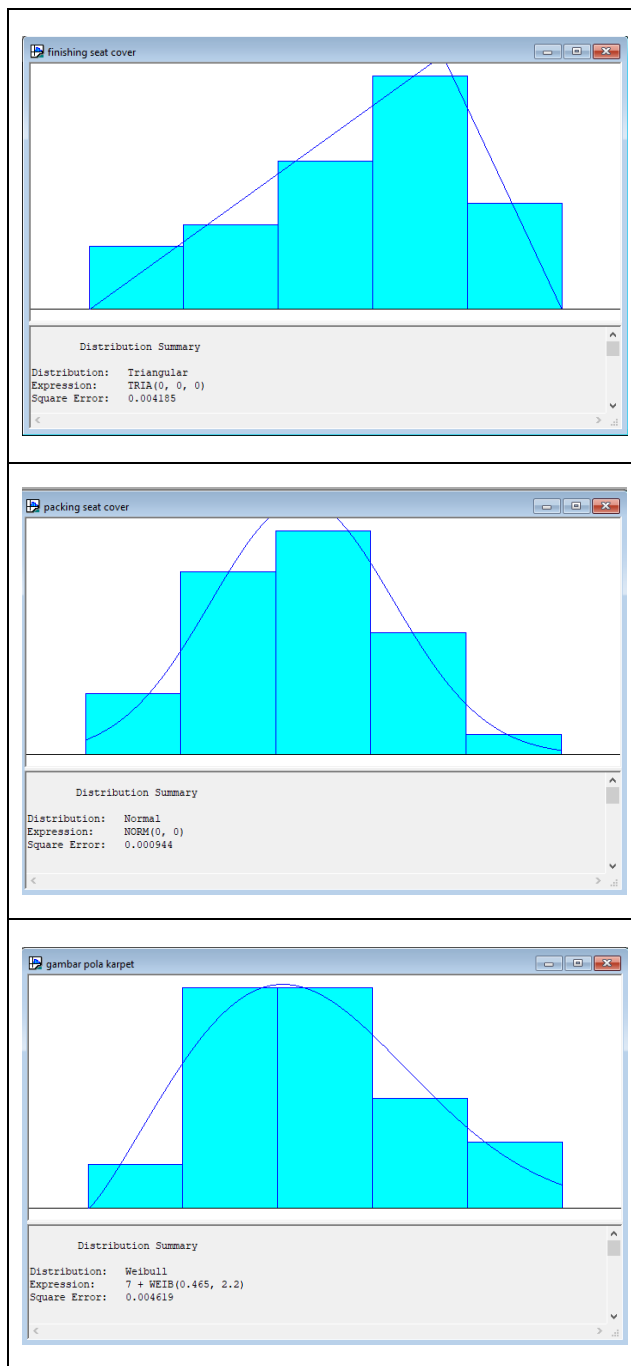 finishing seat cover
Distribution Summary
Distribution: Triangular
Expression: TRIA(0, 0, 0)
Square Error: 0.004185
packing seat cover
Distribution Summary
Distribution: Normal
Expression: NORM(0, 0)
Square Error: 0.000944
gambar pola karpet
Distribution Summary
Distribution: Weibull
Expression: 7 + WEIB(0.465, 2.2)
Square Error: 0.004619